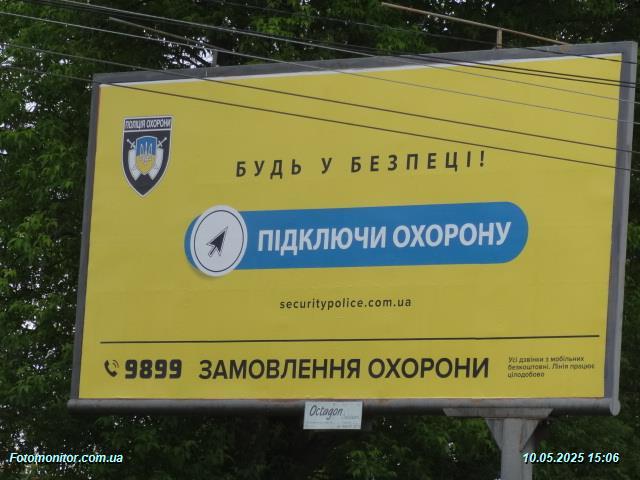 ПОЛІЦІЯ ОХОРОНИ
БУДЬ У БЕЗПЕЦІ!
ПІДКЛЮЧИ ОХОРОНУ
securitypolice.com.ua
9899 ЗАМОВЛЕННЯ ОХОРОНИ
Усі дзвінки з мобільних
безкоштовні. Лінія працює
цілодобово
Octagon
Fotomonitor.com.ua
10.05.2025 15:06